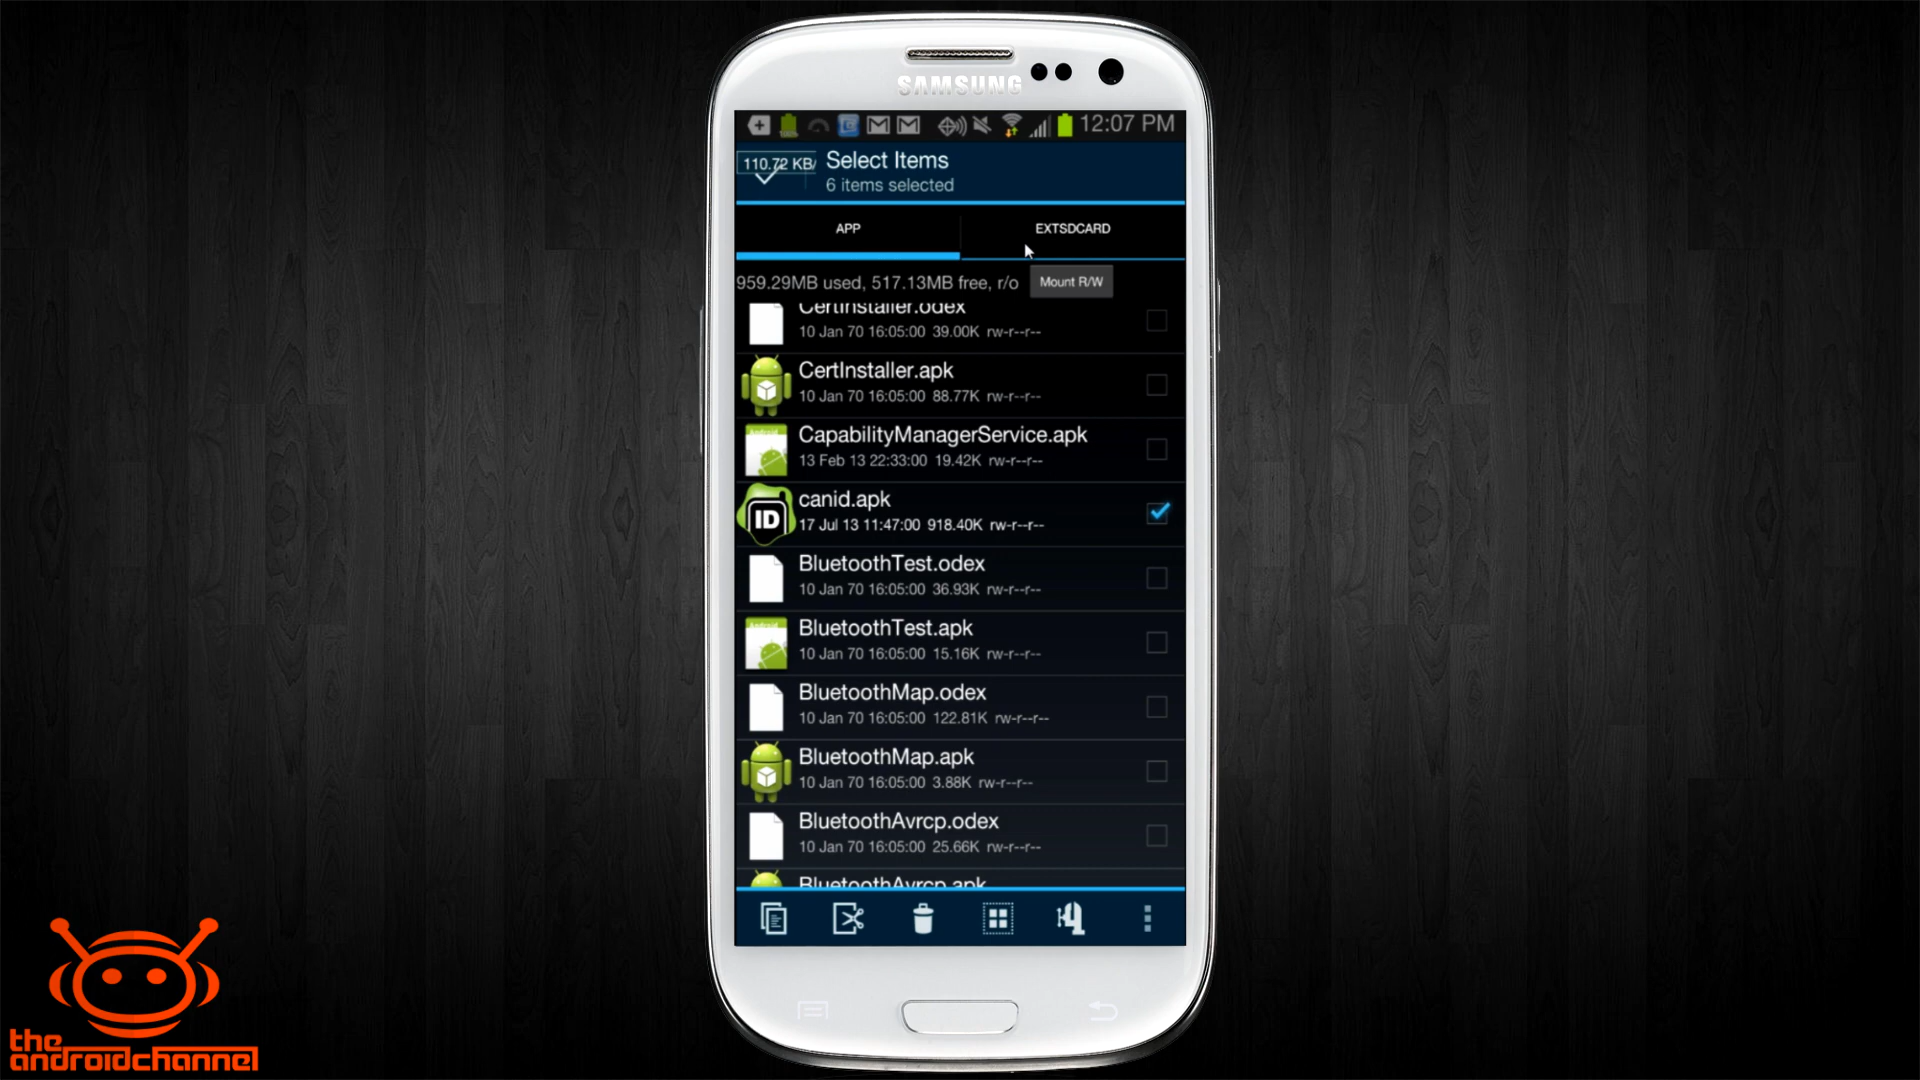 SAMSUNG
12:07 PM
110.72 KB/
Select Items
6 items selected
APP
EXTSDCARD
959.29MB used, 517.13MB free, r/o
Mount R/W
CertInstaller.odex
10 Jan 70 16:05:00 39.00K rw-r--r--
CertInstaller.apk
10 Jan 70 16:05:00 88.77K rw-r--r--
CapabilityManagerService.apk
13 Feb 13 22:33:00 19.42K rw-r--r--
ID
canid.apk
17 Jul 13 11:47:00 918.40K rw-r--r--
BluetoothTest.odex
10 Jan 70 16:05:00 36.93K rw-r--r--
Android
BluetoothTest.apk
10 Jan 70 16:05:00 15.16K rw-r--r--
BluetoothMap.odex
10 Jan 70 16:05:00 122.81K rw-r--r--
BluetoothMap.apk
10 Jan 70 16:05:00 3.88K rw-r--r--
BluetoothAvrcp.odex
10 Jan 70 16:05:00 25.66K rw-r--r--
BluetoothAvrcp.apk
the
androidchannel